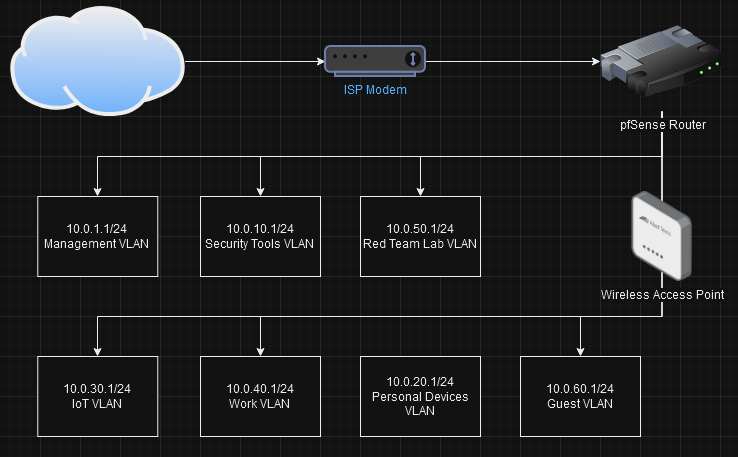 ISP Modem
pfSense Router
10.0.1.1/24
Management VLAN
10.0.10.1/24
Security Tools VLAN
10.0.50.1/24
Red Team Lab VLAN
Allied Telesis
Wireless Access Point
10.0.30.1/24
IoT VLAN
10.0.40.1/24
Work VLAN
10.0.20.1/24
Personal Devices
VLAN
10.0.60.1/24
Guest VLAN